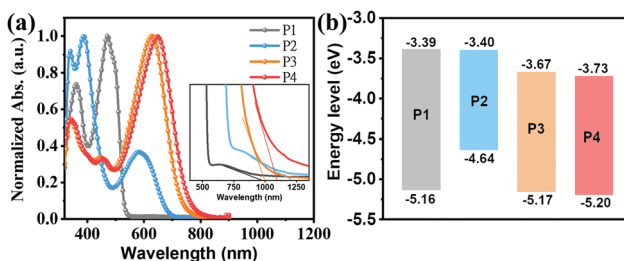 (a)
Normalized Abs. (a.u.)
1.0
0.8
0.6
0.4
0.2
0.0
400 600 800 1000 1200
Wavelength (nm)
P1
P2
P3
P4
500 750 1000 1250
Wavelength (nm)
(b)
Energy level (eV)
-3.0
-3.5
-4.0
-4.5
-5.0
-5.5
-3.39 -3.40
-3.67 -3.73
P1 P2 P3 P4
-4.64
-5.16 -5.17 -5.20